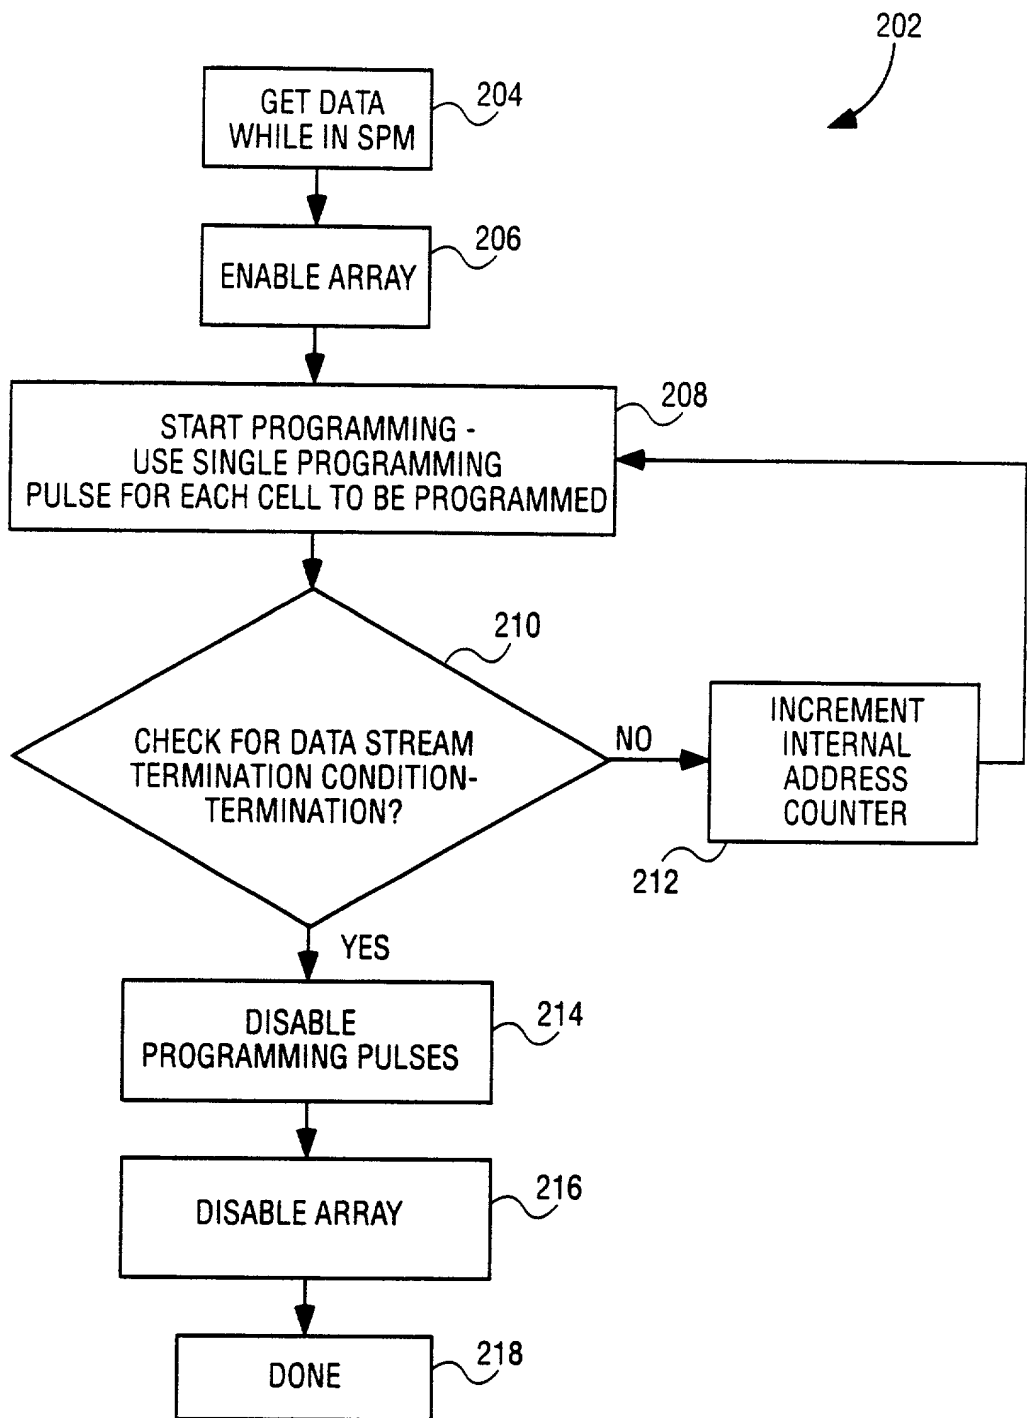 202
GET DATA
WHILE IN SPM
204
ENABLE ARRAY
206
START PROGRAMMING -
USE SINGLE PROGRAMMING
PULSE FOR EACH CELL TO BE PROGRAMMED
208
CHECK FOR DATA STREAM
TERMINATION CONDITION-
TERMINATION?
210
NO
INCREMENT
INTERNAL
ADDRESS
COUNTER
212
YES
DISABLE
PROGRAMMING PULSES
214
DISABLE ARRAY
216
DONE
218